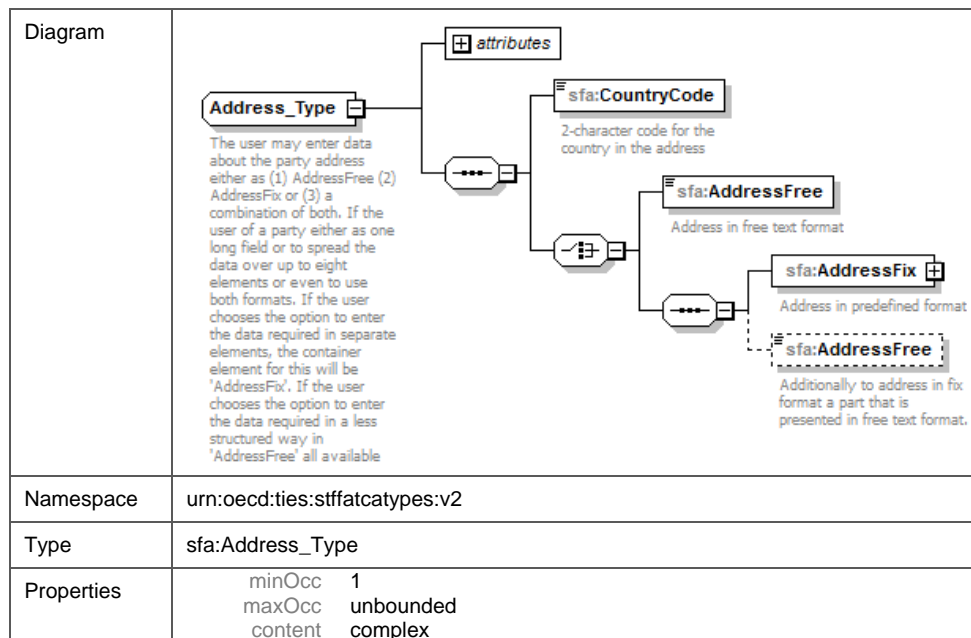 Diagram
attributes
Address_Type
The user may enter data
about the party address
either as (1) AddressFree (2)
AddressFix or (3) a
combination of both. If the
user of a party either as one
long field or to spread the
data over up to eight
elements or even to use
both formats. If the user
chooses the option to enter
the data required in separate
elements, the container
element for this will be
'AddressFix'. If the user
chooses the option to enter
the data required in a less
structured way in
'AddressFree' all available
sfa:CountryCode
2-character code for the
country in the address
sfa:AddressFree
Address in free text format
sfa:AddressFix
Address in predefined format
sfa:AddressFree
Additionally to address in fix
format a part that is
presented in free text format.
Namespace urn:oecd:ties:stffatcatypes:v2
Type sfa:Address_Type
Properties minOcc 1
maxOcc unbounded
content complex